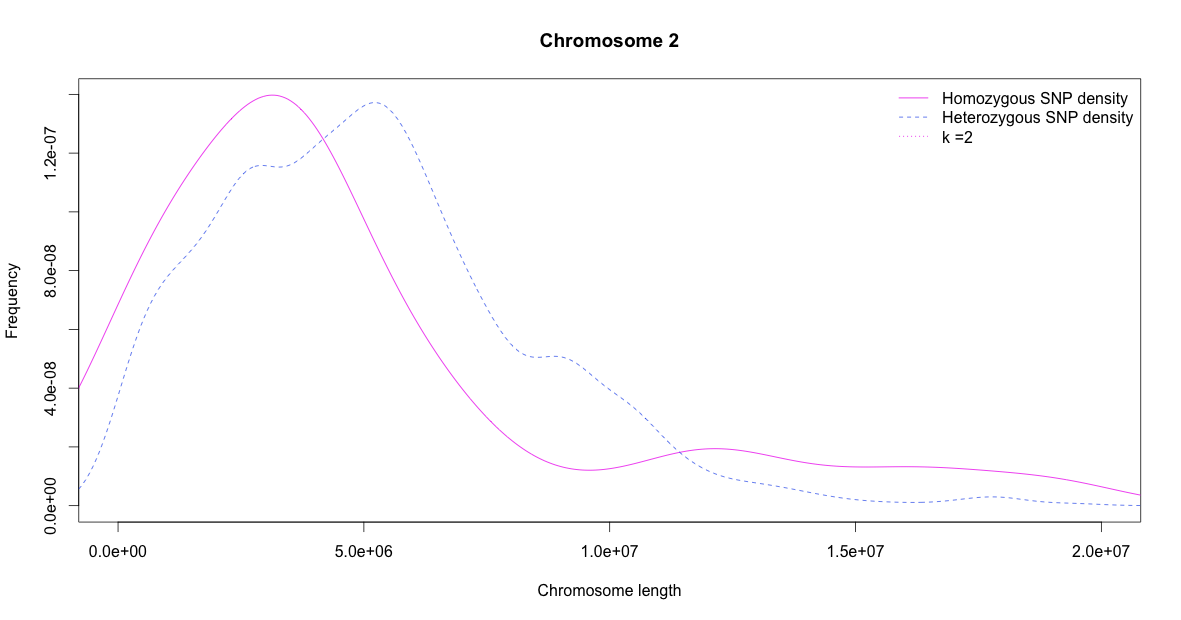 Chromosome 2
Homozygous SNP density
Heterozygous SNP density
k =2
Frequency
1.2e-07
8.0e-08
4.0e-08
0.0e+00
0.0e+00 5.0e+06 1.0e+07 1.5e+07 2.0e+07
Chromosome length